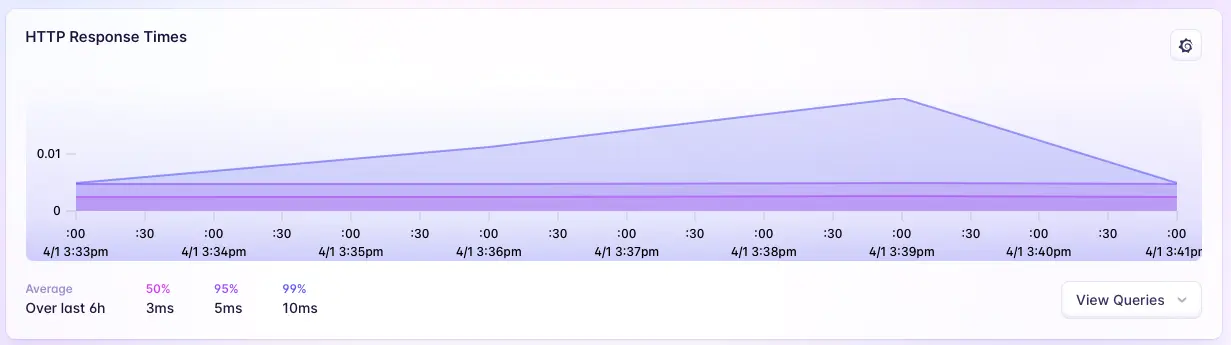 HTTP Response Times
0.01
0
:00 :30 :00 :30 :00 :30 :00 :30 :00 :30 :00 :30 :00 :30 :00 :30 :00
4/1 3:33pm 4/1 3:34pm 4/1 3:35pm 4/1 3:36pm 4/1 3:37pm 4/1 3:38pm 4/1 3:39pm 4/1 3:40pm 4/1 3:41pm
Average 50% 95% 99%
Over last 6h 3ms 5ms 10ms
View Queries